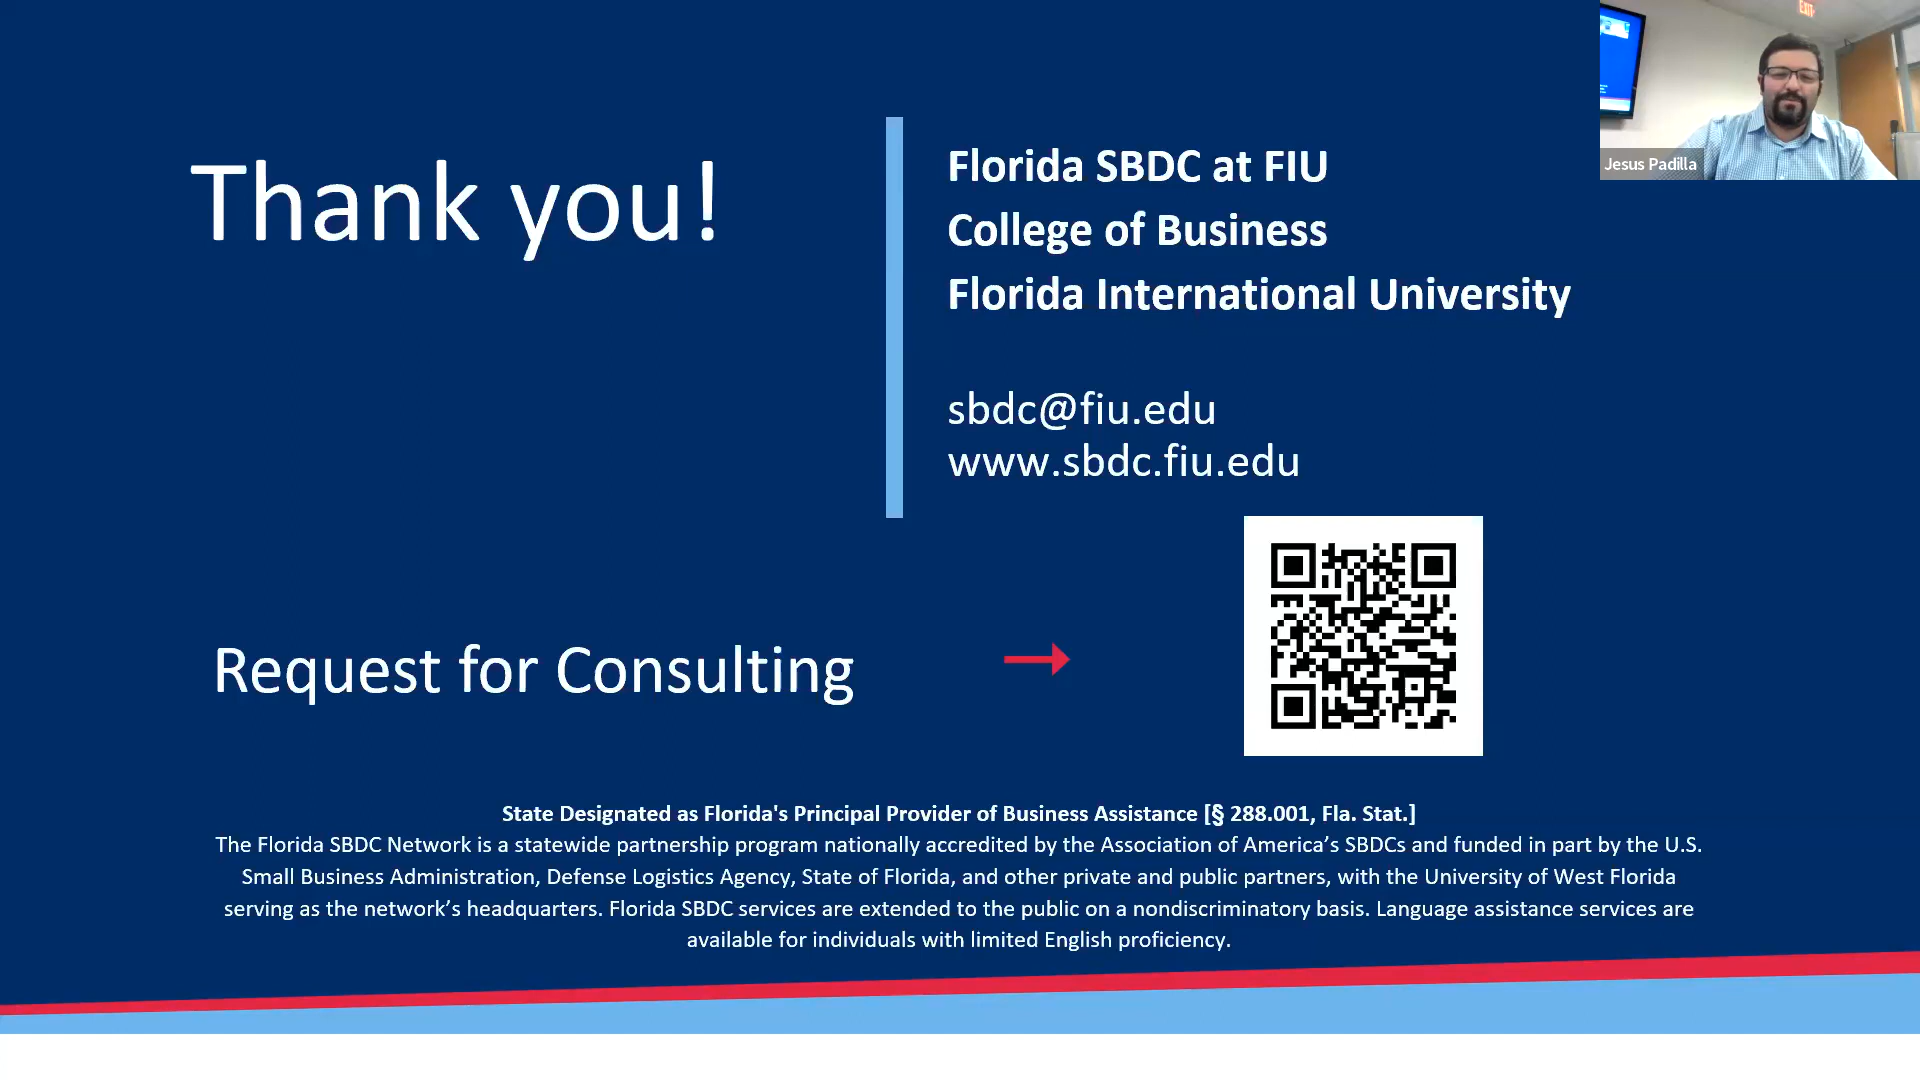 Thank you!
Florida SBDC at FIU
College of Business
Florida International University
sbdc@fiu.edu
www.sbdc.fiu.edu
Request for Consulting
State Designated as Florida's Principal Provider of Business Assistance [§ 288.001, Fla. Stat.]
The Florida SBDC Network is a statewide partnership program nationally accredited by the Association of America’s SBDCs and funded in part by the U.S.
Small Business Administration, Defense Logistics Agency, State of Florida, and other private and public partners, with the University of West Florida
serving as the network’s headquarters. Florida SBDC services are extended to the public on a nondiscriminatory basis. Language assistance services are
available for individuals with limited English proficiency.
EXIT
Jesus Padilla